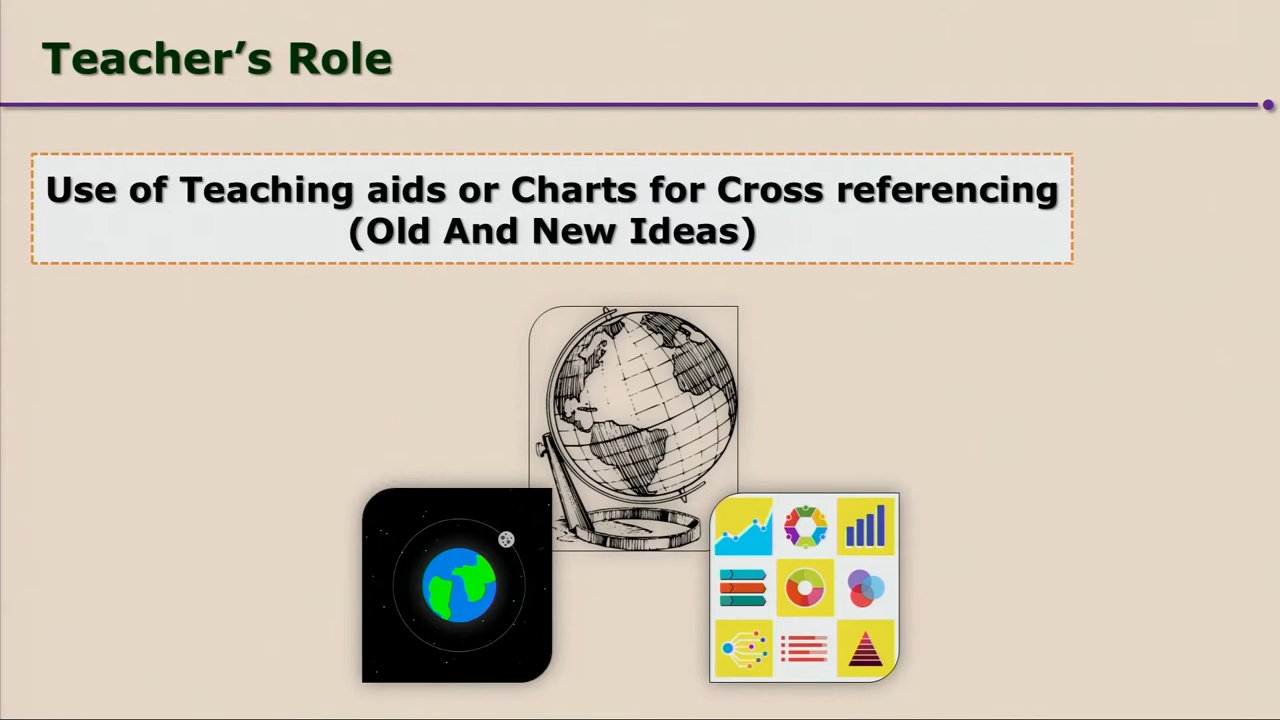 Teacher’s Role
Use of Teaching aids or Charts for Cross referencing
(Old And New Ideas)